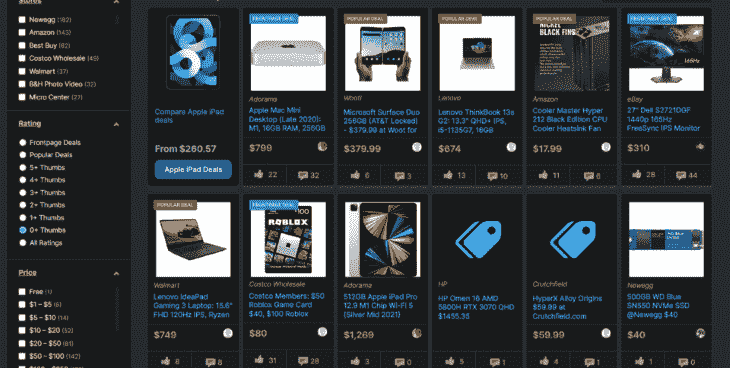 Stores
Newegg (182)
Amazon (143)
Best Buy (82)
Costco Wholesale (49)
Walmart (37)
B&H Photo Video (32)
Micro Center (27)
Rating
Frontpage Deals
Popular Deals
5+ Thumbs
4+ Thumbs
3+ Thumbs
2+ Thumbs
1+ Thumbs
0+ Thumbs
All Ratings
Price
Free (1)
$1 – $5 (6)
$5 – $10 (14)
$10 – $20 (52)
$20 – $50 (81)
$50 – $100 (142)
Compare Apple iPad
deals
From $260.57
Apple iPad Deals
FRONTPAGE DEAL
Adorama
Apple Mac Mini
Desktop (Late 2020):
M1, 16GB RAM, 256GB
$799
22
32
POPULAR DEAL
Woot!
Microsoft Surface Duo
256GB (AT&T Locked)
- $379.99 at Woot for
$379.99
6
3
Lenovo
Lenovo ThinkBook 13s
G2: 13.3" QHD+ IPS,
i5-1135G7, 16GB
$674
13
10
POPULAR DEAL
BLACK FINS
Amazon
Cooler Master Hyper
212 Black Edition CPU
Cooler Heatsink Fan
$17.99
11
6
FRONTPAGE DEAL
165Hz
eBay
27" Dell S2721DGF
1440p 165Hz
FreeSync IPS Monitor
$310
28
44
POPULAR DEAL
Walmart
Lenovo IdeaPad
Gaming 3 Laptop: 15.6"
FHD 120Hz IPS, Ryzen
$749
8
8
FRONTPAGE DEAL
$100
ROBLOX
Costco Wholesale
Costco Members: $50
Roblox Game Card
$40, $100 Roblox
$80
31
28
Adorama
512GB Apple iPad Pro
12.9 M1 Chip Wi-Fi 5
(Silver Mid 2021)
$1,269
3
0
HP
HP Omen 16 AMD
5800H RTX 3070 QHD
$1455.35
5
1
Crutchfield
HyperX Alloy Origins
$59.99 at
Crutchfield.com
$59.99
4
1
Newegg
500GB WD Blue
SN550 NVMe SSD
@Newegg $40
$40
1
0